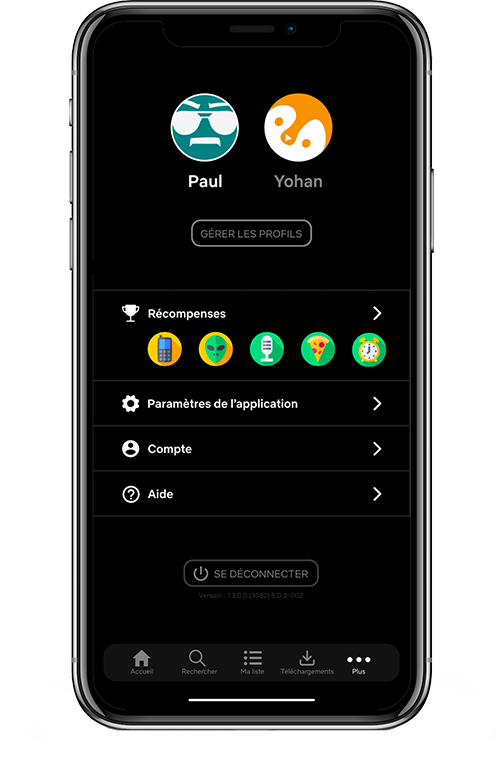 Paul
Yohan
GÉRER LES PROFILS
Récompenses
Paramètres de l'application
Compte
Aide
SE DÉCONNECTER
Version : 13.0.0 (3082) 5.0.2-002
Accueil
Rechercher
Ma liste
Téléchargements
Plus